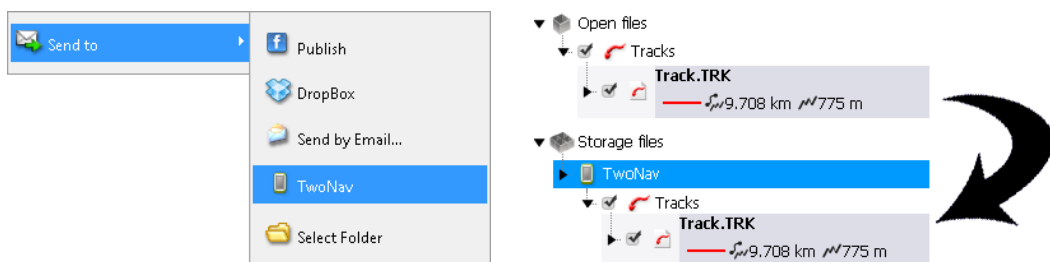 Send to
Publish
DropBox
Send by Email...
TwoNav
Select Folder
Open files
Tracks
Track.TRK
9.708 km 775 m
Storage files
TwoNav
Tracks
Track.TRK
9.708 km 775 m